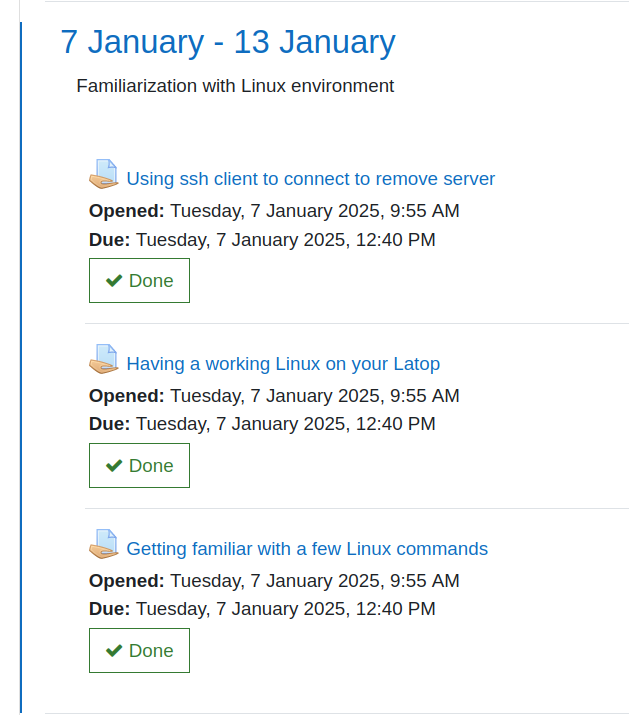 7 January - 13 January
Familiarization with Linux environment
Using ssh client to connect to remove server
Opened: Tuesday, 7 January 2025, 9:55 AM
Due: Tuesday, 7 January 2025, 12:40 PM
Done
Having a working Linux on your Latop
Opened: Tuesday, 7 January 2025, 9:55 AM
Due: Tuesday, 7 January 2025, 12:40 PM
Done
Getting familiar with a few Linux commands
Opened: Tuesday, 7 January 2025, 9:55 AM
Due: Tuesday, 7 January 2025, 12:40 PM
Done